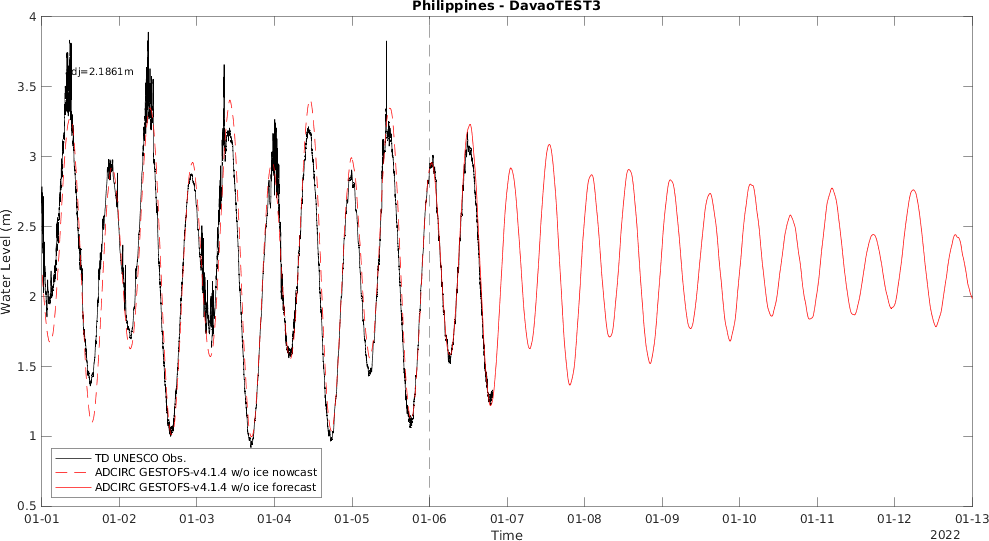 Philippines - DavaoTEST3
4
3.5
3
2.5
2
1.5
1
0.5
Water Level (m)
dj=2.1861m
TD UNESCO Obs.
ADCIRC GESTOFS-v4.1.4 w/o ice nowcast
ADCIRC GESTOFS-v4.1.4 w/o ice forecast
01-01 01-02 01-03 01-04 01-05 01-06 01-07 01-08 01-09 01-10 01-11 01-12 01-13
Time
2022